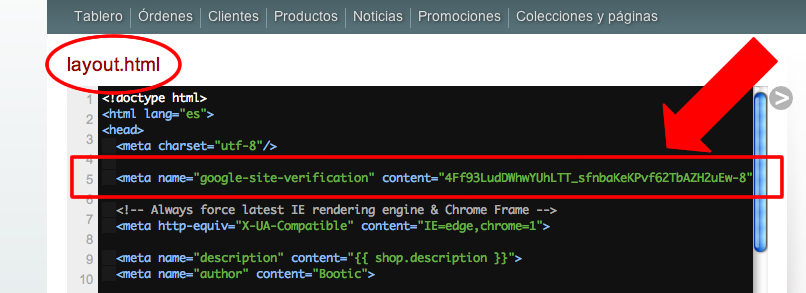 Tablero Órdenes Clientes Productos Noticias Promociones Colecciones y páginas
layout.html
1 <!doctype html>
2 <html lang="es">
3 <head>
<meta charset="utf-8"/>
4
5 <meta name="google-site-verification" content="4Ff93LudDWhwYUhLTT_sfnbaKeKPvf62TbAZH2uEw-8"
6
7 <!-- Always force latest IE rendering engine & Chrome Frame -->
8 <meta http-equiv="X-UA-Compatible" content="IE=edge,chrome=1">
9 <meta name="description" content="{{ shop.description }}">
10 <meta name="author" content="Bootic">